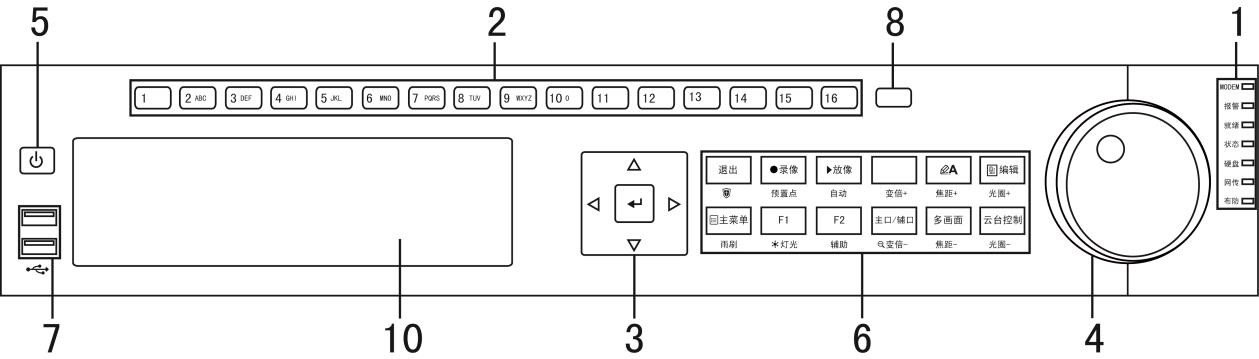 5 2 8 1
1 2 ABC 3 DEF 4 GHI 5 JKL 6 MNO 7 PQRS 8 TUV 9 WXYZ 10 0 11 12 13 14 15 16
MODEM
报警
就绪
状态
硬盘
网传
布防
退出 ●录像 ▶放像 A 编辑
预置点 自动 变倍+ 焦距+ 光圈+
主菜单 F1 F2 主口/辅口 多画面 云台控制
雨刷 灯光 辅助 变倍- 焦距- 光圈-
7 10 3 6 4